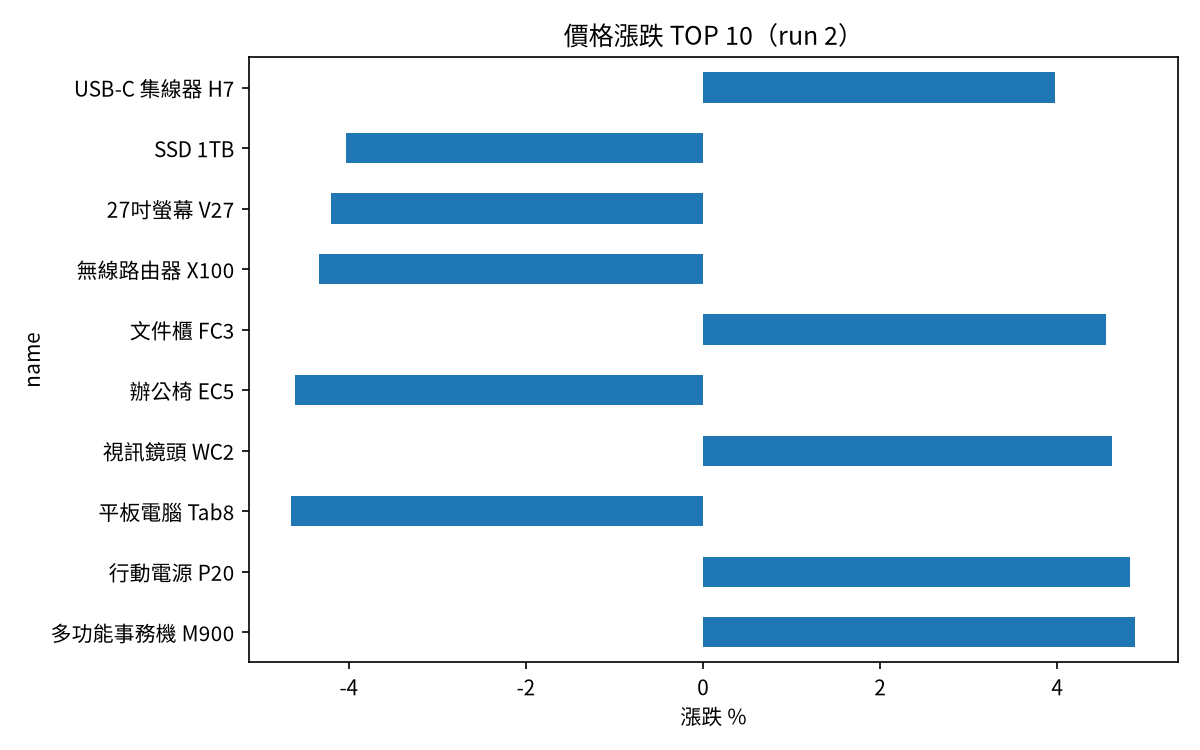 價格漲跌 TOP 10（run 2）
USB-C 集線器 H7
SSD 1TB
27吋螢幕 V27
無線路由器 X100
文件櫃 FC3
辦公椅 EC5
視訊鏡頭 WC2
平板電腦 Tab8
行動電源 P20
多功能事務機 M900
name
-4 -2 0 2 4
漲跌 %